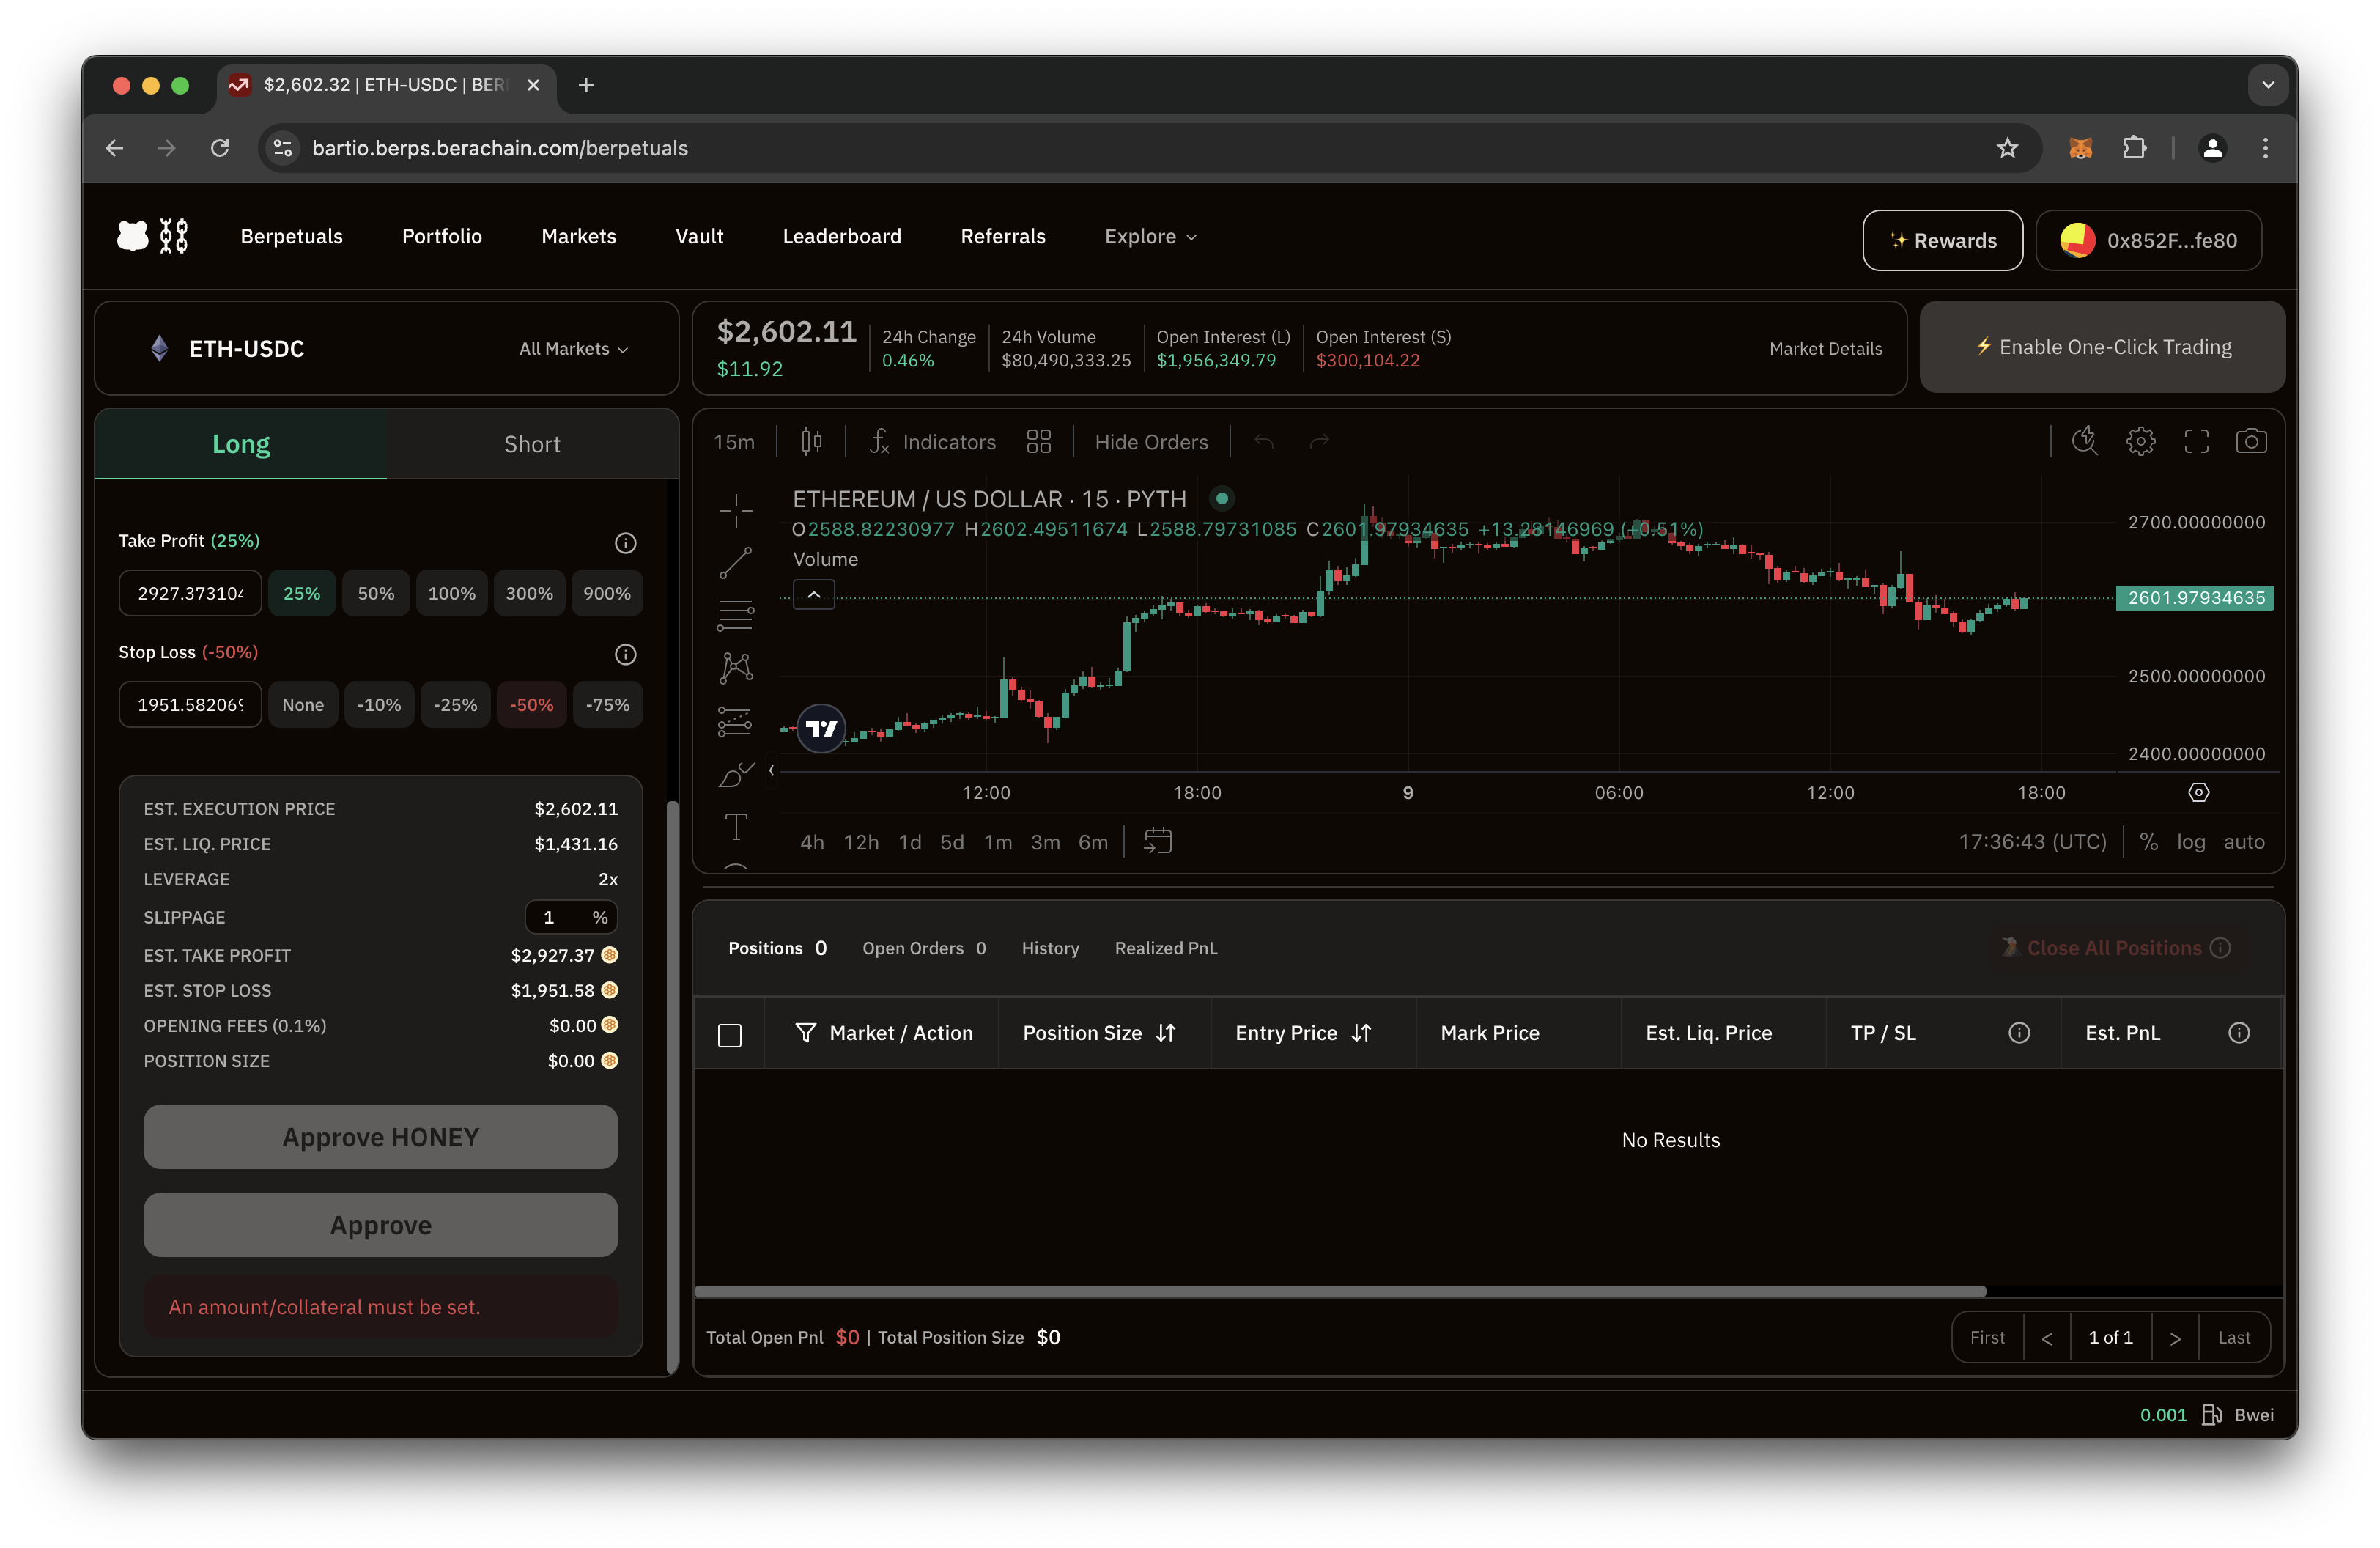 $2,602.32 | ETH-USDC | BER
bartio.berps.berachain.com/berpetuals
Berpetuals Portfolio Markets Vault Leaderboard Referrals Explore
✨ Rewards 0x852F...fe80
ETH-USDC All Markets
$2,602.11
$11.92
24h Change
0.46%
24h Volume
$80,490,333.25
Open Interest (L)
$1,956,349.79
Open Interest (S)
$300,104.22
Market Details
⚡ Enable One-Click Trading
Long Short
Take Profit (25%)
2927.373104 25% 50% 100% 300% 900%
Stop Loss (-50%)
1951.582069 None -10% -25% -50% -75%
EST. EXECUTION PRICE $2,602.11
EST. LIQ. PRICE $1,431.16
LEVERAGE 2x
SLIPPAGE 1 %
EST. TAKE PROFIT $2,927.37
EST. STOP LOSS $1,951.58
OPENING FEES (0.1%) $0.00
POSITION SIZE $0.00
Approve HONEY
Approve
An amount/collateral must be set.
15m Indicators Hide Orders
ETHEREUM / US DOLLAR · 15 · PYTH
O2588.82230977 H2602.49511674 L2588.79731085 C2601.97934635 +13.28146969 (+0.51%)
Volume
2700.00000000
2601.97934635
2500.00000000
2400.00000000
12:00 18:00 9 06:00 12:00 18:00
4h 12h 1d 5d 1m 3m 6m 17:36:43 (UTC) % log auto
Positions 0 Open Orders 0 History Realized PnL Close All Positions
Market / Action Position Size Entry Price Mark Price Est. Liq. Price TP / SL Est. PnL
No Results
Total Open Pnl $0 | Total Position Size $0
First < 1 of 1 > Last
0.001 Bwei